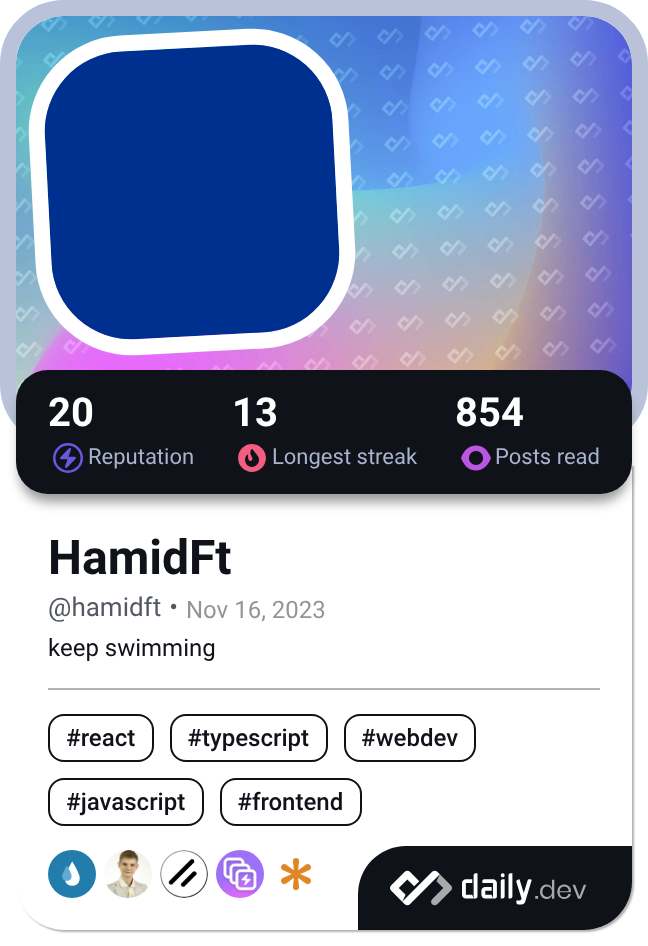 20 13 854
Reputation Longest streak Posts read
HamidFt
@hamidft • Nov 16, 2023
keep swimming
#react #typescript #webdev
#javascript #frontend
daily.dev